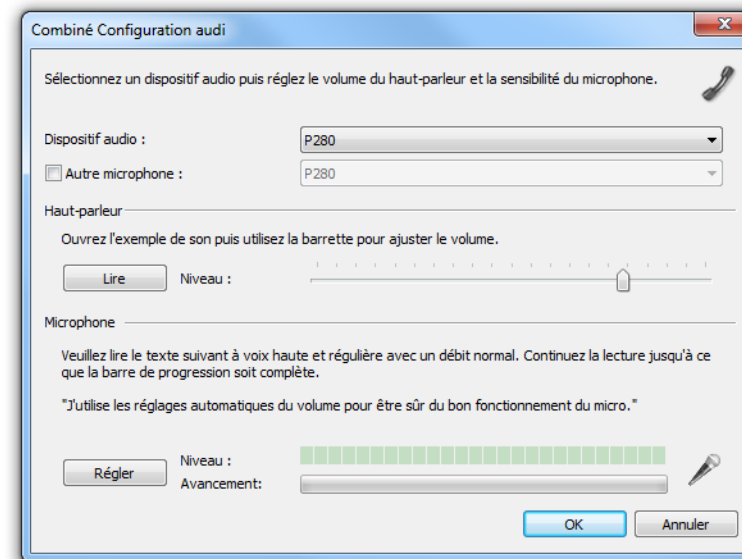 Combiné Configuration audi
Sélectionnez un dispositif audio puis réglez le volume du haut-parleur et la sensibilité du microphone.
Dispositif audio :
P280
Autre microphone :
P280
Haut-parleur
Ouvrez l'exemple de son puis utilisez la barrette pour ajuster le volume.
Lire
Niveau :
Microphone
Veuillez lire le texte suivant à voix haute et régulière avec un débit normal. Continuez la lecture jusqu'à ce
que la barre de progression soit complète.
"J'utilise les réglages automatiques du volume pour être sûr du bon fonctionnement du micro."
Régler
Niveau :
Avancement:
OK
Annuler